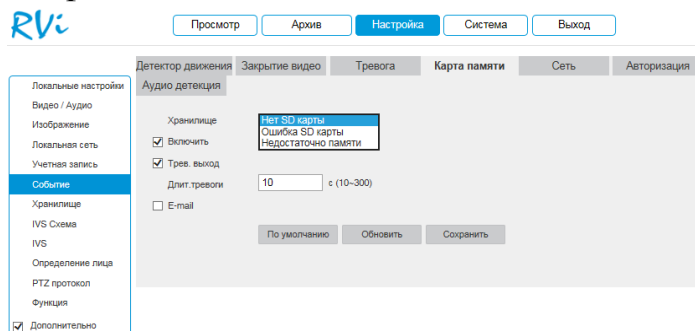 RVi
Просмотр Архив Настройка Система Выход
Детектор движения Закрытие видео Тревога Карта памяти Сеть Авторизация
Аудио детекция
Локальные настройки
Видео / Аудио
Изображение
Локальная сеть
Учетная запись
Событие
Хранилище
IVS Схема
IVS
Определение лица
PTZ протокол
Функция
Дополнительно
Хранилище Нет SD карты
Ошибка SD карты
Недостаточно памяти
Включить
Трев. выход
Длит.тревоги 10 с (10~300)
E-mail
По умолчанию Обновить Сохранить